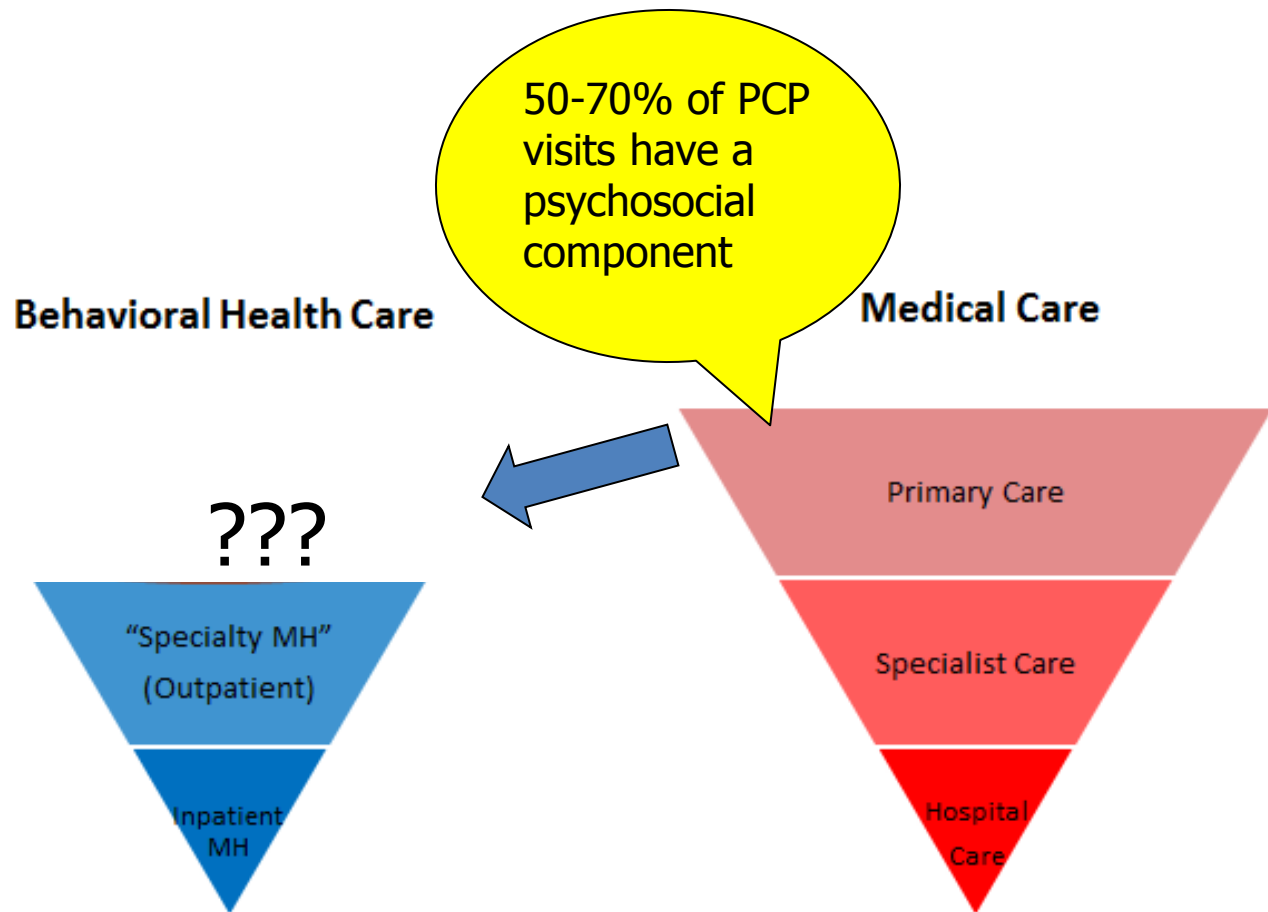 50-70% of PCP
visits have a
psychosocial
component
Behavioral Health Care
Medical Care
???
Primary Care
"Specialty MH"
(Outpatient)
Specialist Care
Inpatient
MH
Hospital
Care